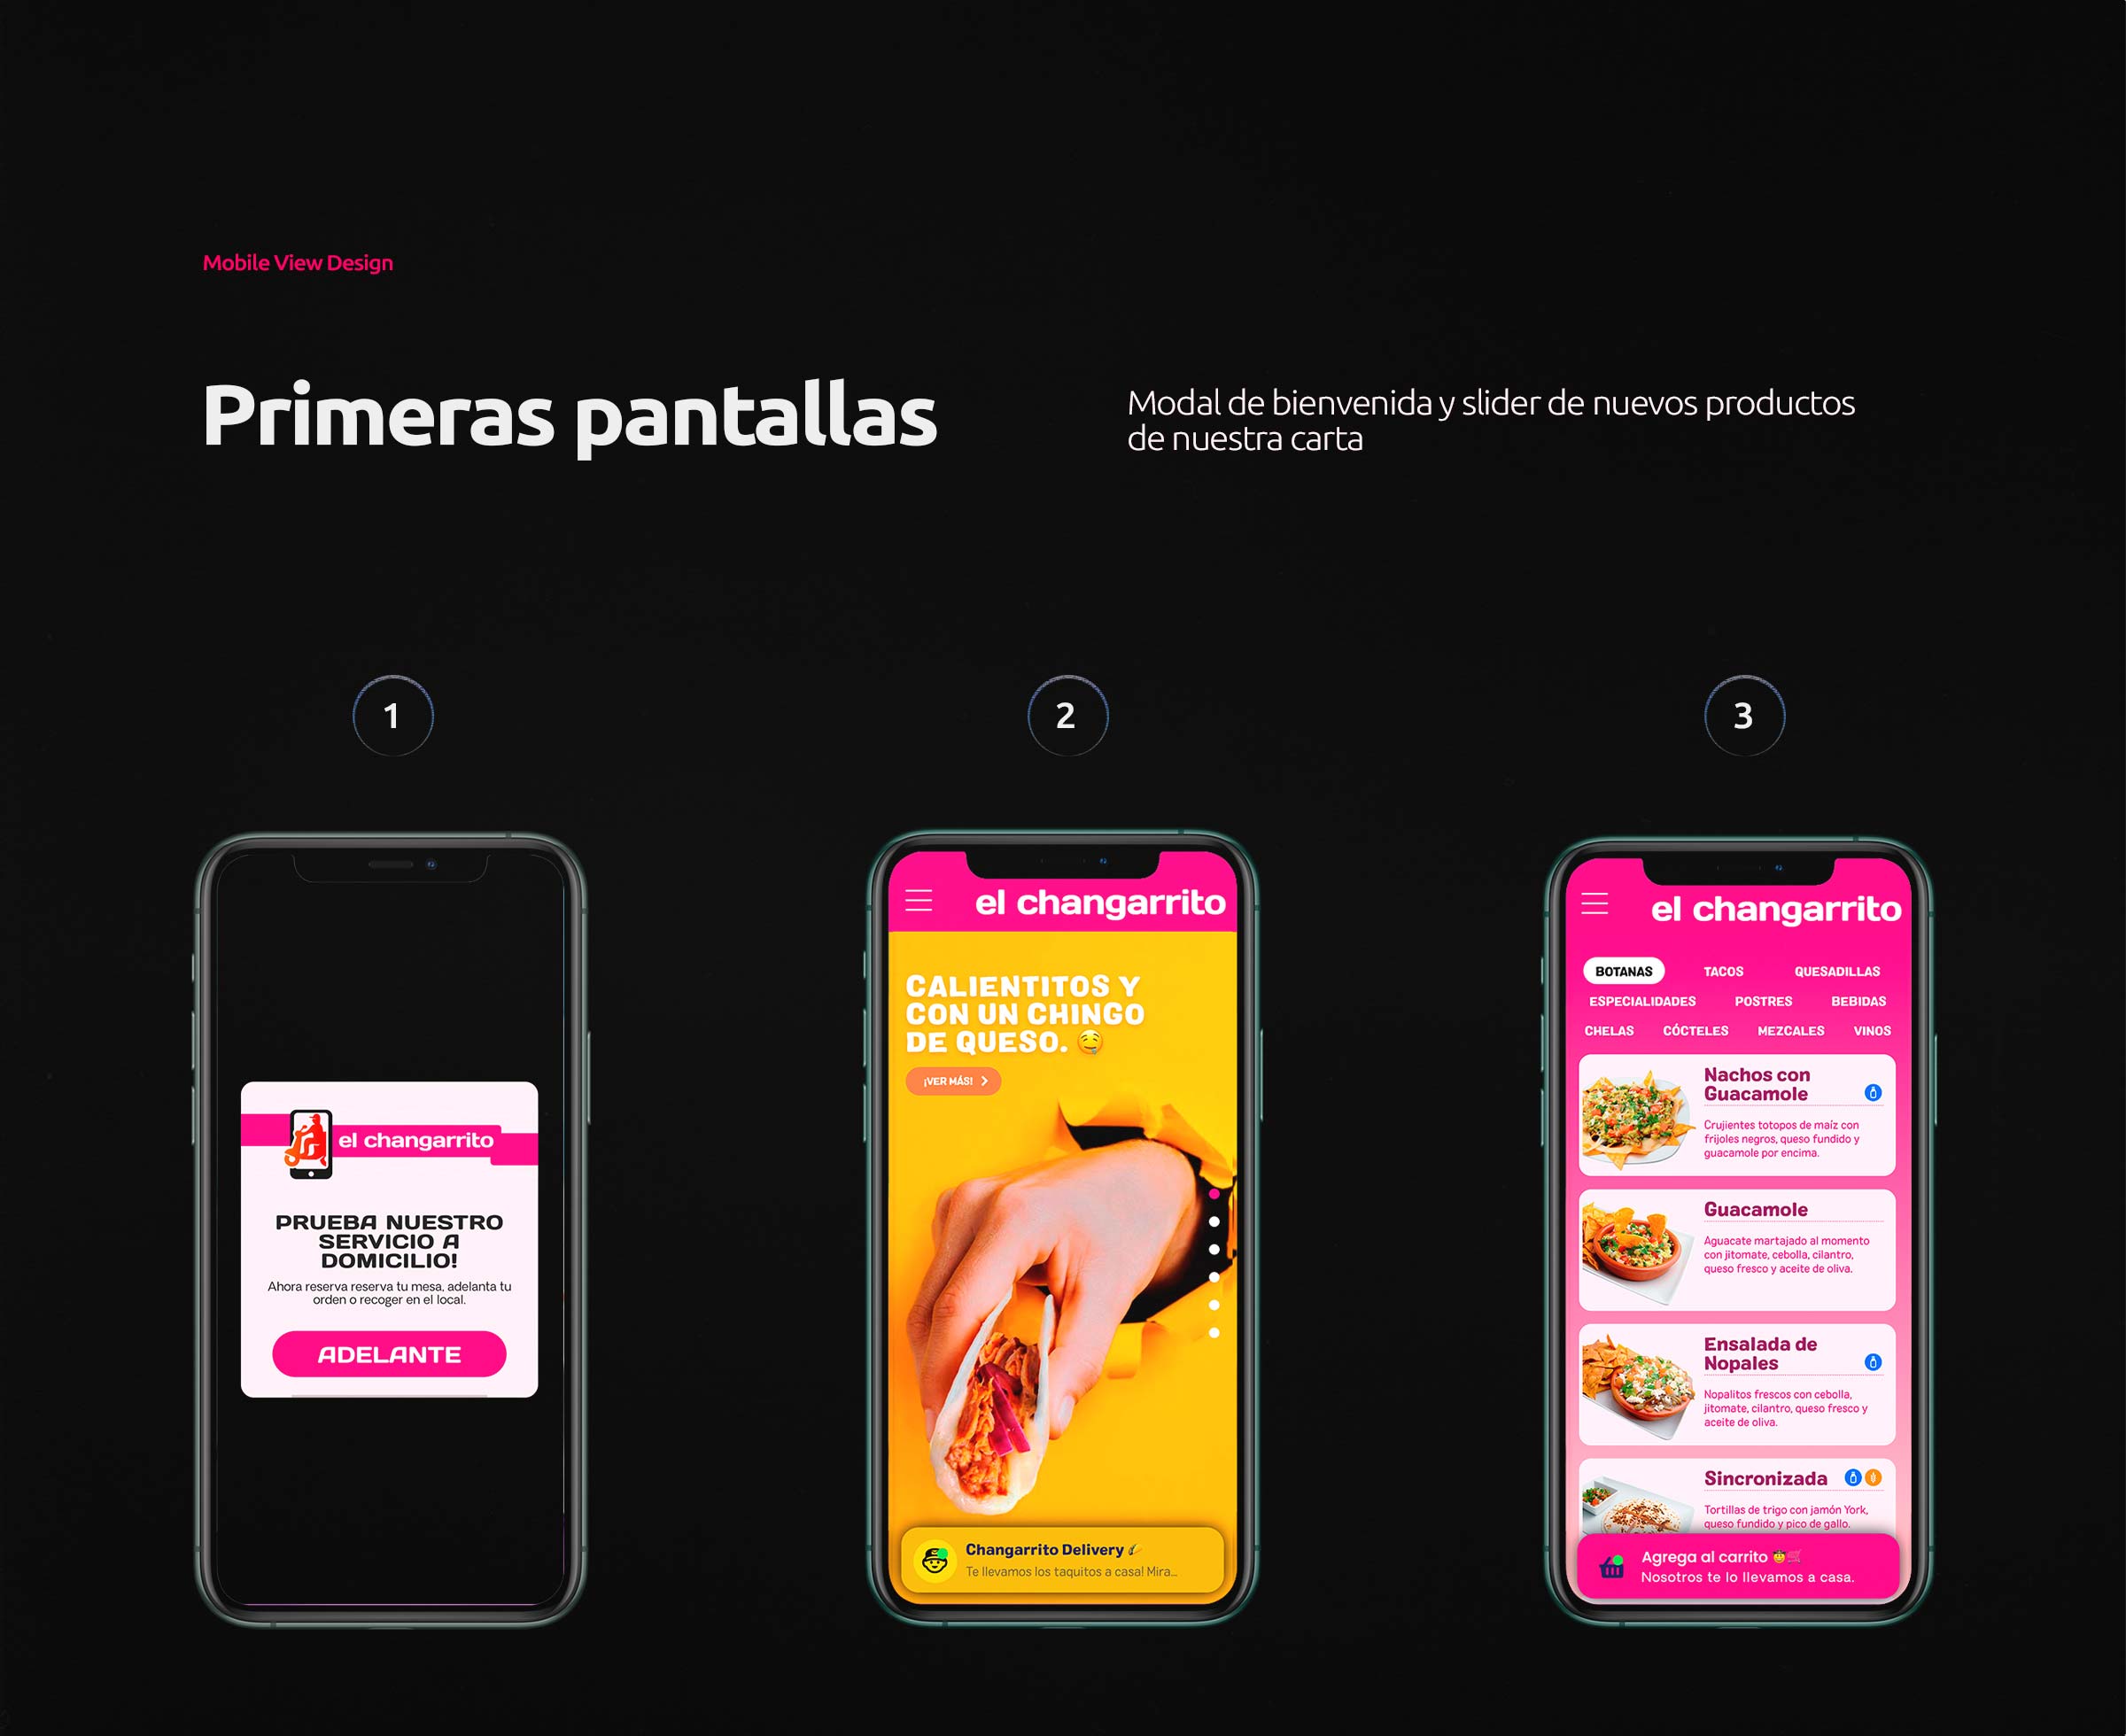 Mobile View Design
Primeras pantallas
Modal de bienvenida y slider de nuevos productos
de nuestra carta
1
2
3
el changarrito
PRUEBA NUESTRO
SERVICIO A
DOMICILIO!
Ahora reserva reserva tu mesa, adelanta tu
orden o recoger en el local.
ADELANTE
el changarrito
CALIENTITOS Y
CON UN CHINGO
DE QUESO. 🤤
¡VER MÁS!
Changarrito Delivery 🌮
Te llevamos los taquitos a casa! Mira...
el changarrito
BOTANAS TACOS QUESADILLAS
ESPECIALIDADES POSTRES BEBIDAS
CHELAS CÓCTELES MEZCALES VINOS
Nachos con
Guacamole
Crujientes totopos de maíz con
frijoles negros, queso fundido y
guacamole por encima.
Guacamole
Aguacate martajado al momento
con jitomate, cebolla, cilantro,
queso fresco y aceite de oliva.
Ensalada de
Nopales
Nopalitos frescos con cebolla,
jitomate, cilantro, queso fresco y
aceite de oliva.
Sincronizada
Tortillas de trigo con jamón York,
queso fundido y pico de gallo.
Agrega al carrito 🤠🛒
Nosotros te lo llevamos a casa.